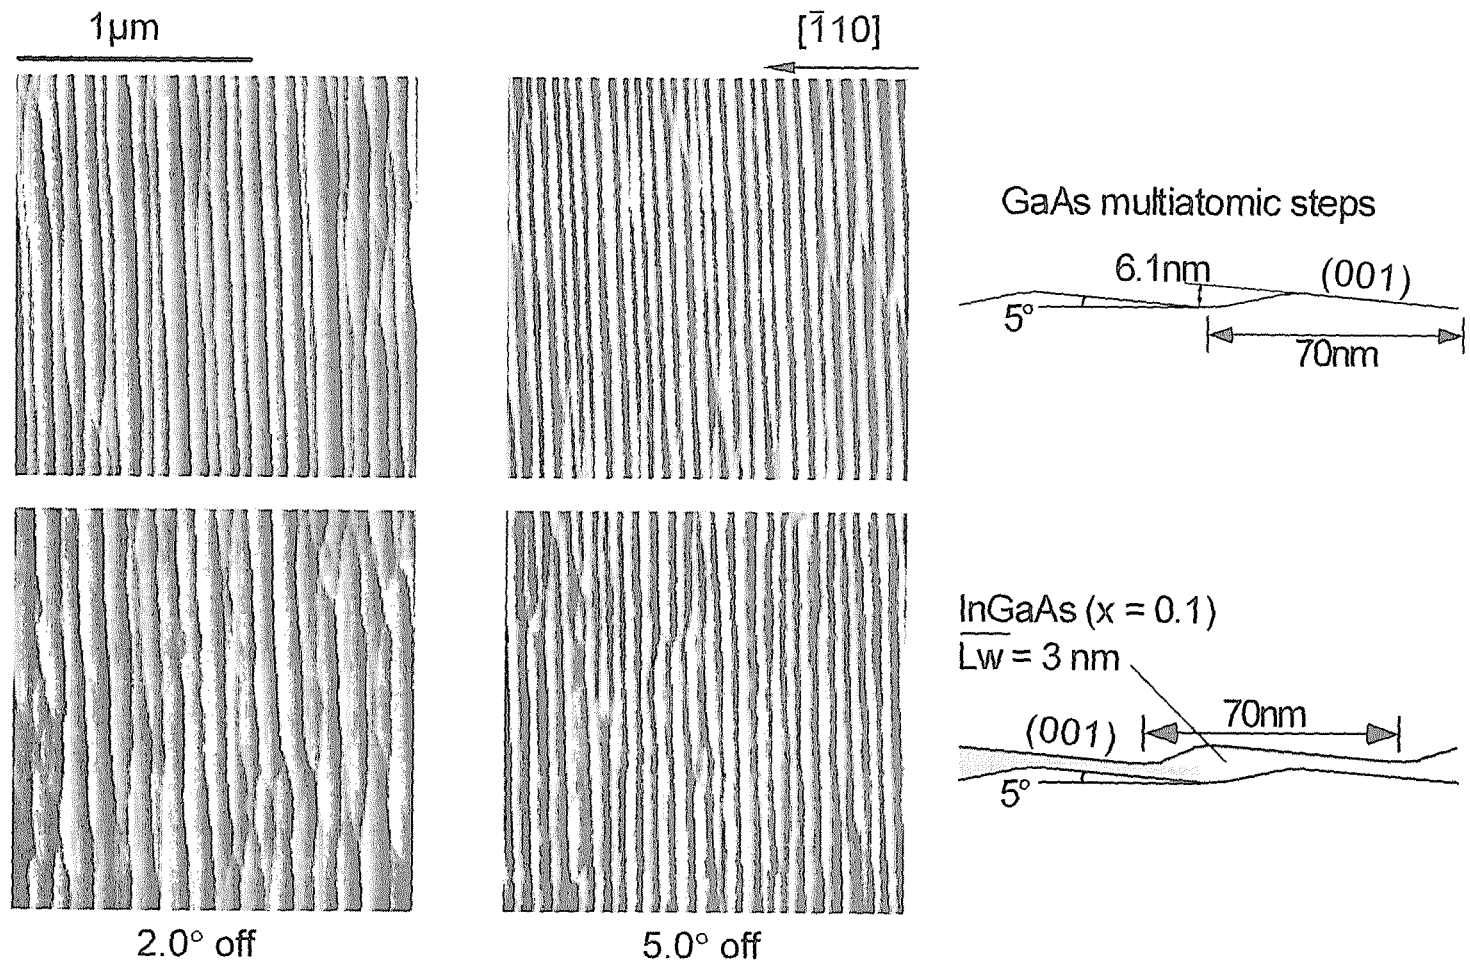 1μm
[1̄10]
GaAs multiatomic steps
6.1nm
(001)
5°
70nm
InGaAs (x = 0.1)
L̅w̅ = 3 nm
70nm
(001)
5°
2.0° off
5.0° off